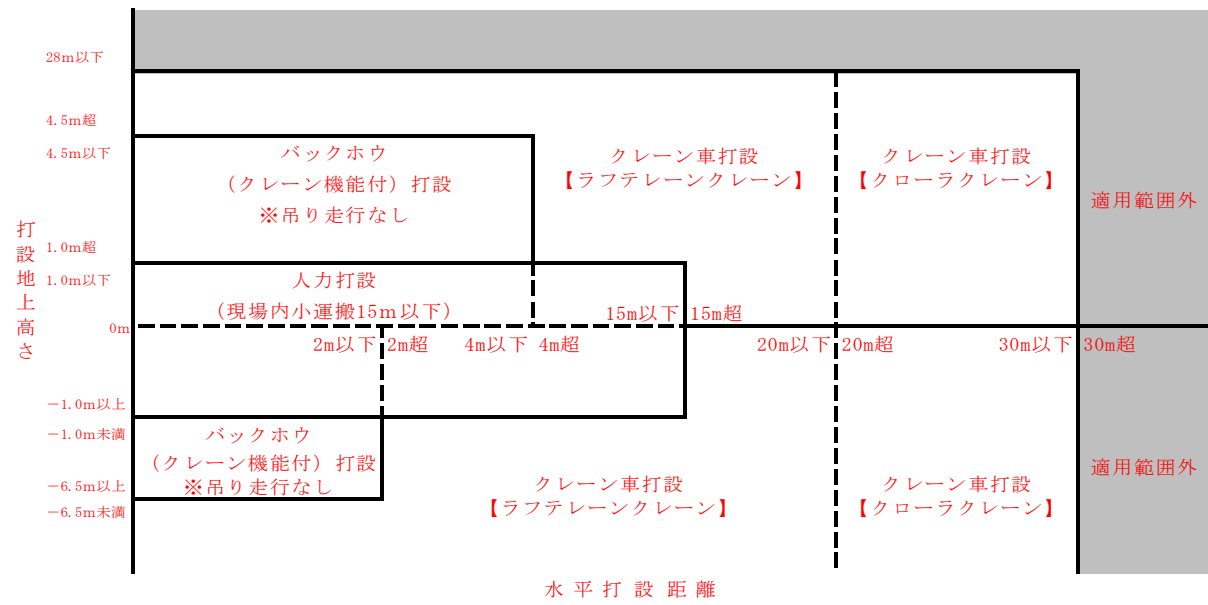 28m以下
4.5m超
4.5m以下
バックホウ
（クレーン機能付）打設
※吊り走行なし
クレーン車打設
【ラフテレーンクレーン】
クレーン車打設
【クローラクレーン】
適用範囲外
打設地上高さ
1.0m超
1.0m以下
人力打設
（現場内小運搬15ｍ以下）
15m以下
15m超
0m
2m以下
2m超
4m以下
4m超
20m以下
20m超
30m以下
30m超
－1.0m以上
－1.0m未満
バックホウ
（クレーン機能付）打設
※吊り走行なし
－6.5m以上
－6.5m未満
クレーン車打設
【ラフテレーンクレーン】
クレーン車打設
【クローラクレーン】
適用範囲外
水平打設距離